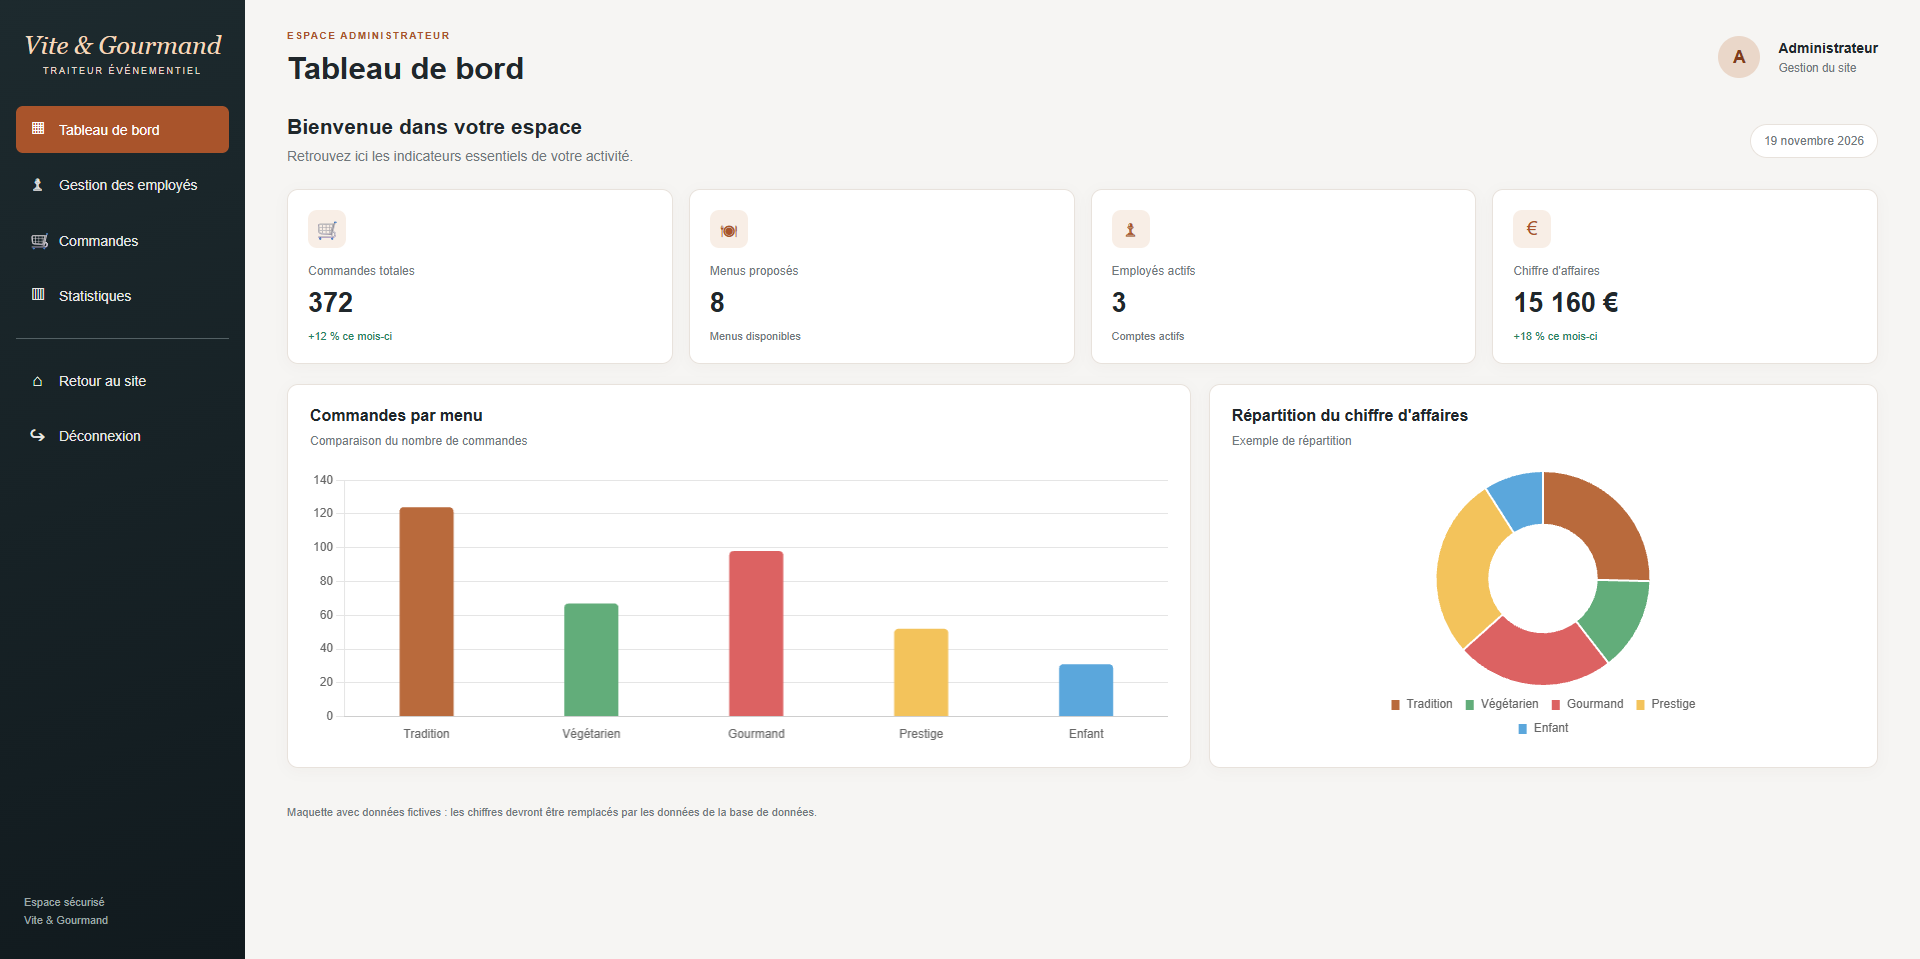 Vite & Gourmand
TRAITEUR ÉVÉNEMENTIEL
Tableau de bord
Gestion des employés
Commandes
Statistiques
Retour au site
Déconnexion
Espace sécurisé
Vite & Gourmand
ESPACE ADMINISTRATEUR
Tableau de bord
A
Administrateur
Gestion du site
Bienvenue dans votre espace
Retrouvez ici les indicateurs essentiels de votre activité.
19 novembre 2026
Commandes totales
372
+12 % ce mois-ci
Menus proposés
8
Menus disponibles
Employés actifs
3
Comptes actifs
€
Chiffre d'affaires
15 160 €
+18 % ce mois-ci
Commandes par menu
Comparaison du nombre de commandes
140
120
100
80
60
40
20
0
Tradition Végétarien Gourmand Prestige Enfant
Répartition du chiffre d'affaires
Exemple de répartition
Tradition Végétarien Gourmand Prestige
Enfant
Maquette avec données fictives : les chiffres devront être remplacés par les données de la base de données.